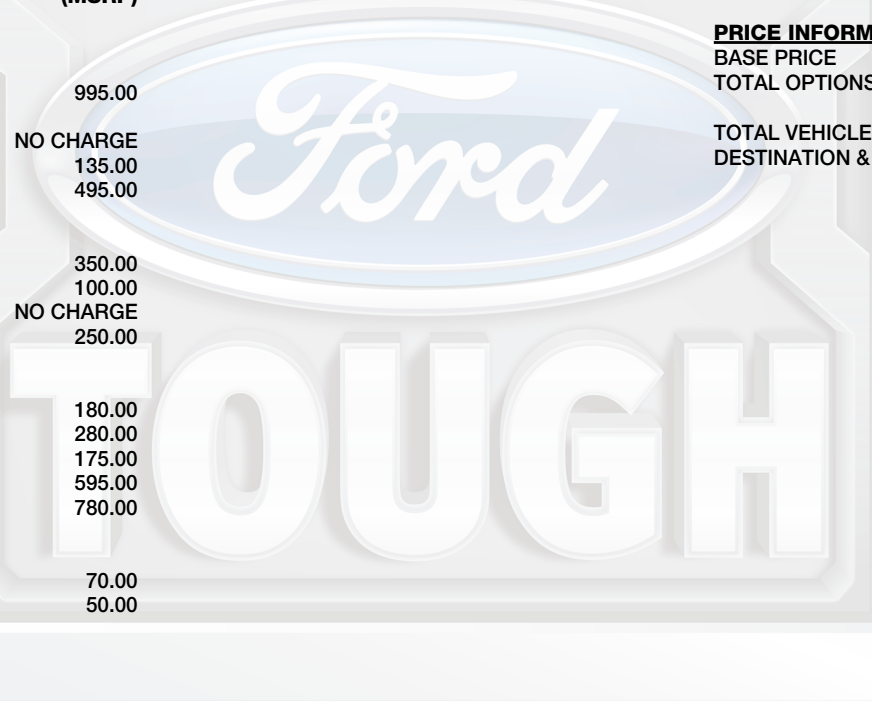 (MSRP)
995.00
NO CHARGE
135.00
495.00
350.00
100.00
NO CHARGE
250.00
180.00
280.00
175.00
595.00
780.00
70.00
50.00
PRICE INFORM
BASE PRICE
TOTAL OPTIONS
TOTAL VEHICLE
DESTINATION &
Ford
TOUGH